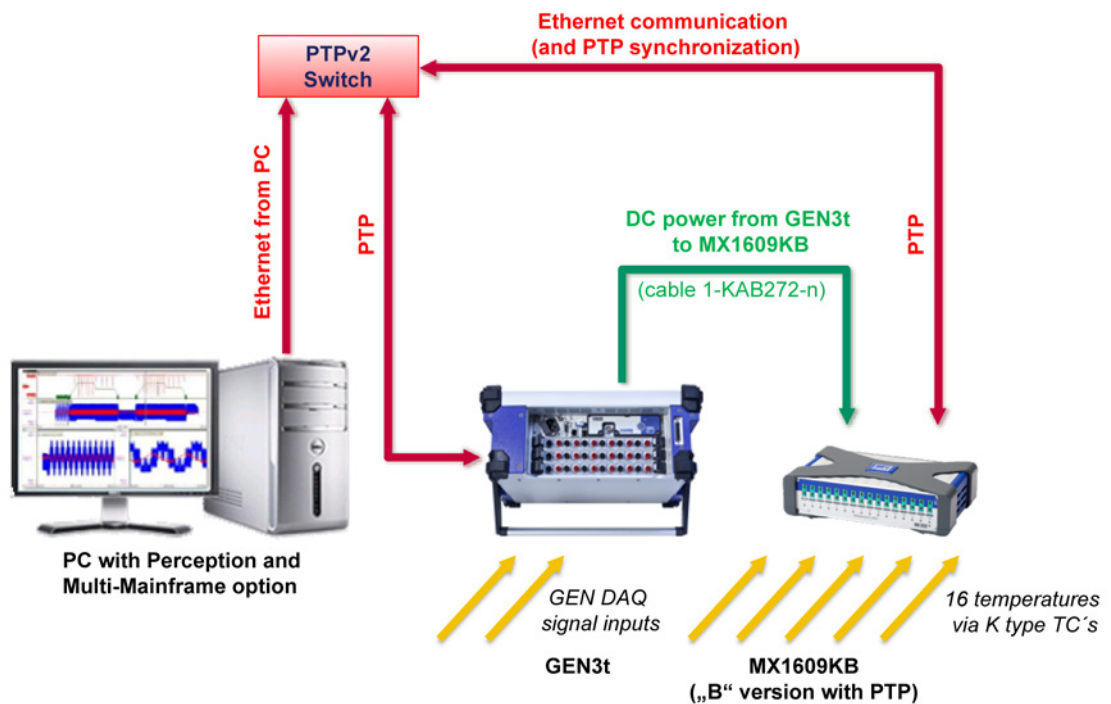 Ethernet communication
(and PTP synchronization)
PTPv2
Switch
Ethernet from PC
PTP
DC power from GEN3t
to MX1609KB
(cable 1-KAB272-n)
PTP
PC with Perception and
Multi-Mainframe option
GEN DAQ
signal inputs
16 temperatures
via K type TC´s
GEN3t
MX1609KB
(„B“ version with PTP)